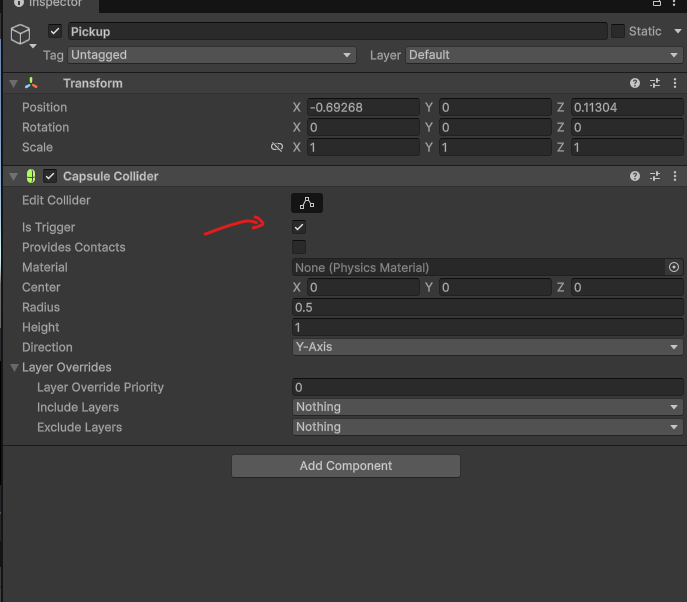 Inspector
Pickup Static
Tag Untagged Layer Default
Transform
Position X -0.69268 Y 0 Z 0.11304
Rotation X 0 Y 0 Z 0
Scale X 1 Y 1 Z 1
Capsule Collider
Edit Collider
Is Trigger
Provides Contacts
Material None (Physics Material)
Center X 0 Y 0 Z 0
Radius 0.5
Height 1
Direction Y-Axis
Layer Overrides
Layer Override Priority 0
Include Layers Nothing
Exclude Layers Nothing
Add Component